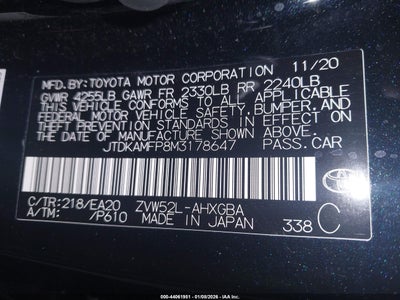 MFD.BY:TOYOTA MOTOR CORPORATION 11/20
GVWR 4255LB GAWR FR 2330LB RR 2240LB
THIS VEHICLE CONFORMS TO ALL APPLICABLE
FEDERAL MOTOR VEHICLE SAFETY, BUMPER, AND
THEFT PREVENTION STANDARDS IN EFFECT ON
THE DATE OF MANUFACTURE SHOWN ABOVE.
JTDKAMFP8M3178647 PASS.CAR
C/TR:218/EA20 ZVW52L-AHXGBA
A/TM: /P610 MADE IN JAPAN 338 C
TOYOTA
000-44061951 - 01/08/2026 - IAA Inc.